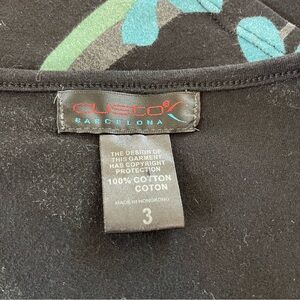 CUSTO
BARCELONA
THE DESIGN OF
THIS GARMENT
HAS COPYRIGHT
PROTECTION
100% COTTON
COTON
MADE IN HONGKONG
3